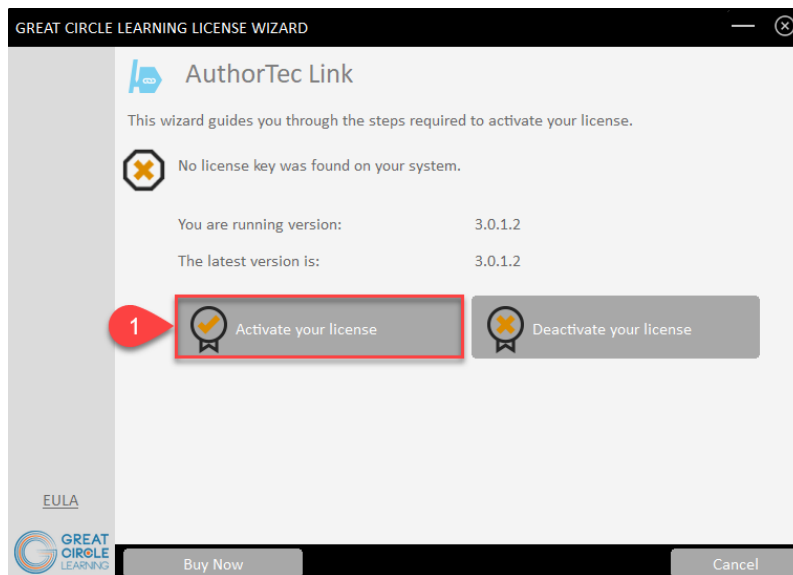 GREAT CIRCLE LEARNING LICENSE WIZARD
AuthorTec Link
This wizard guides you through the steps required to activate your license.
No license key was found on your system.
You are running version: 3.0.1.2
The latest version is: 3.0.1.2
1
Activate your license
Deactivate your license
EULA
GREAT
CIRCLE
LEARNING
Buy Now
Cancel